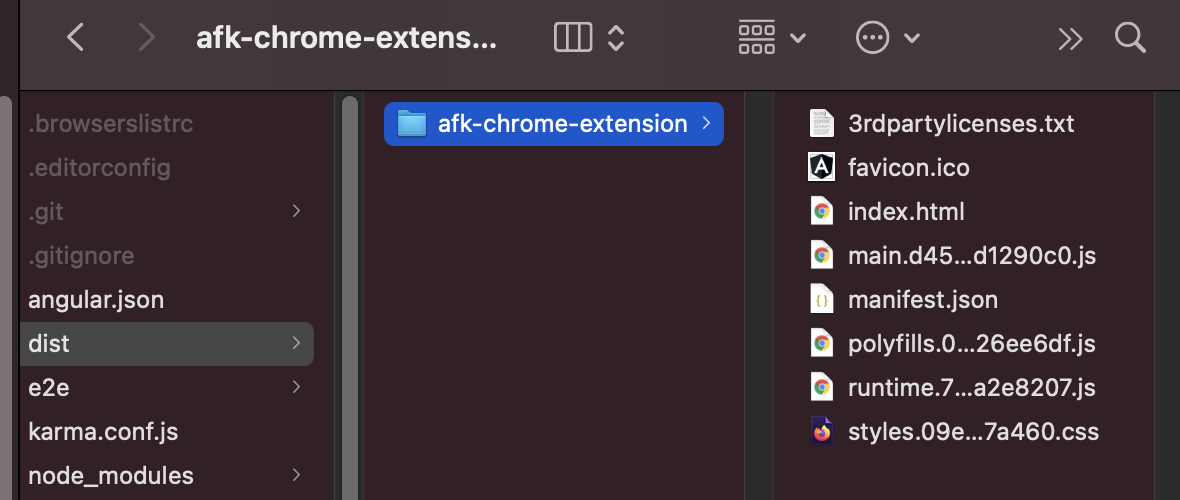 afk-chrome-extens...
.browserslistrc
.editorconfig
.git
.gitignore
angular.json
dist
e2e
karma.conf.js
node_modules
afk-chrome-extension
3rdpartylicenses.txt
favicon.ico
index.html
main.d45...d1290c0.js
manifest.json
polyfills.0...26ee6df.js
runtime.7...a2e8207.js
styles.09e...7a460.css